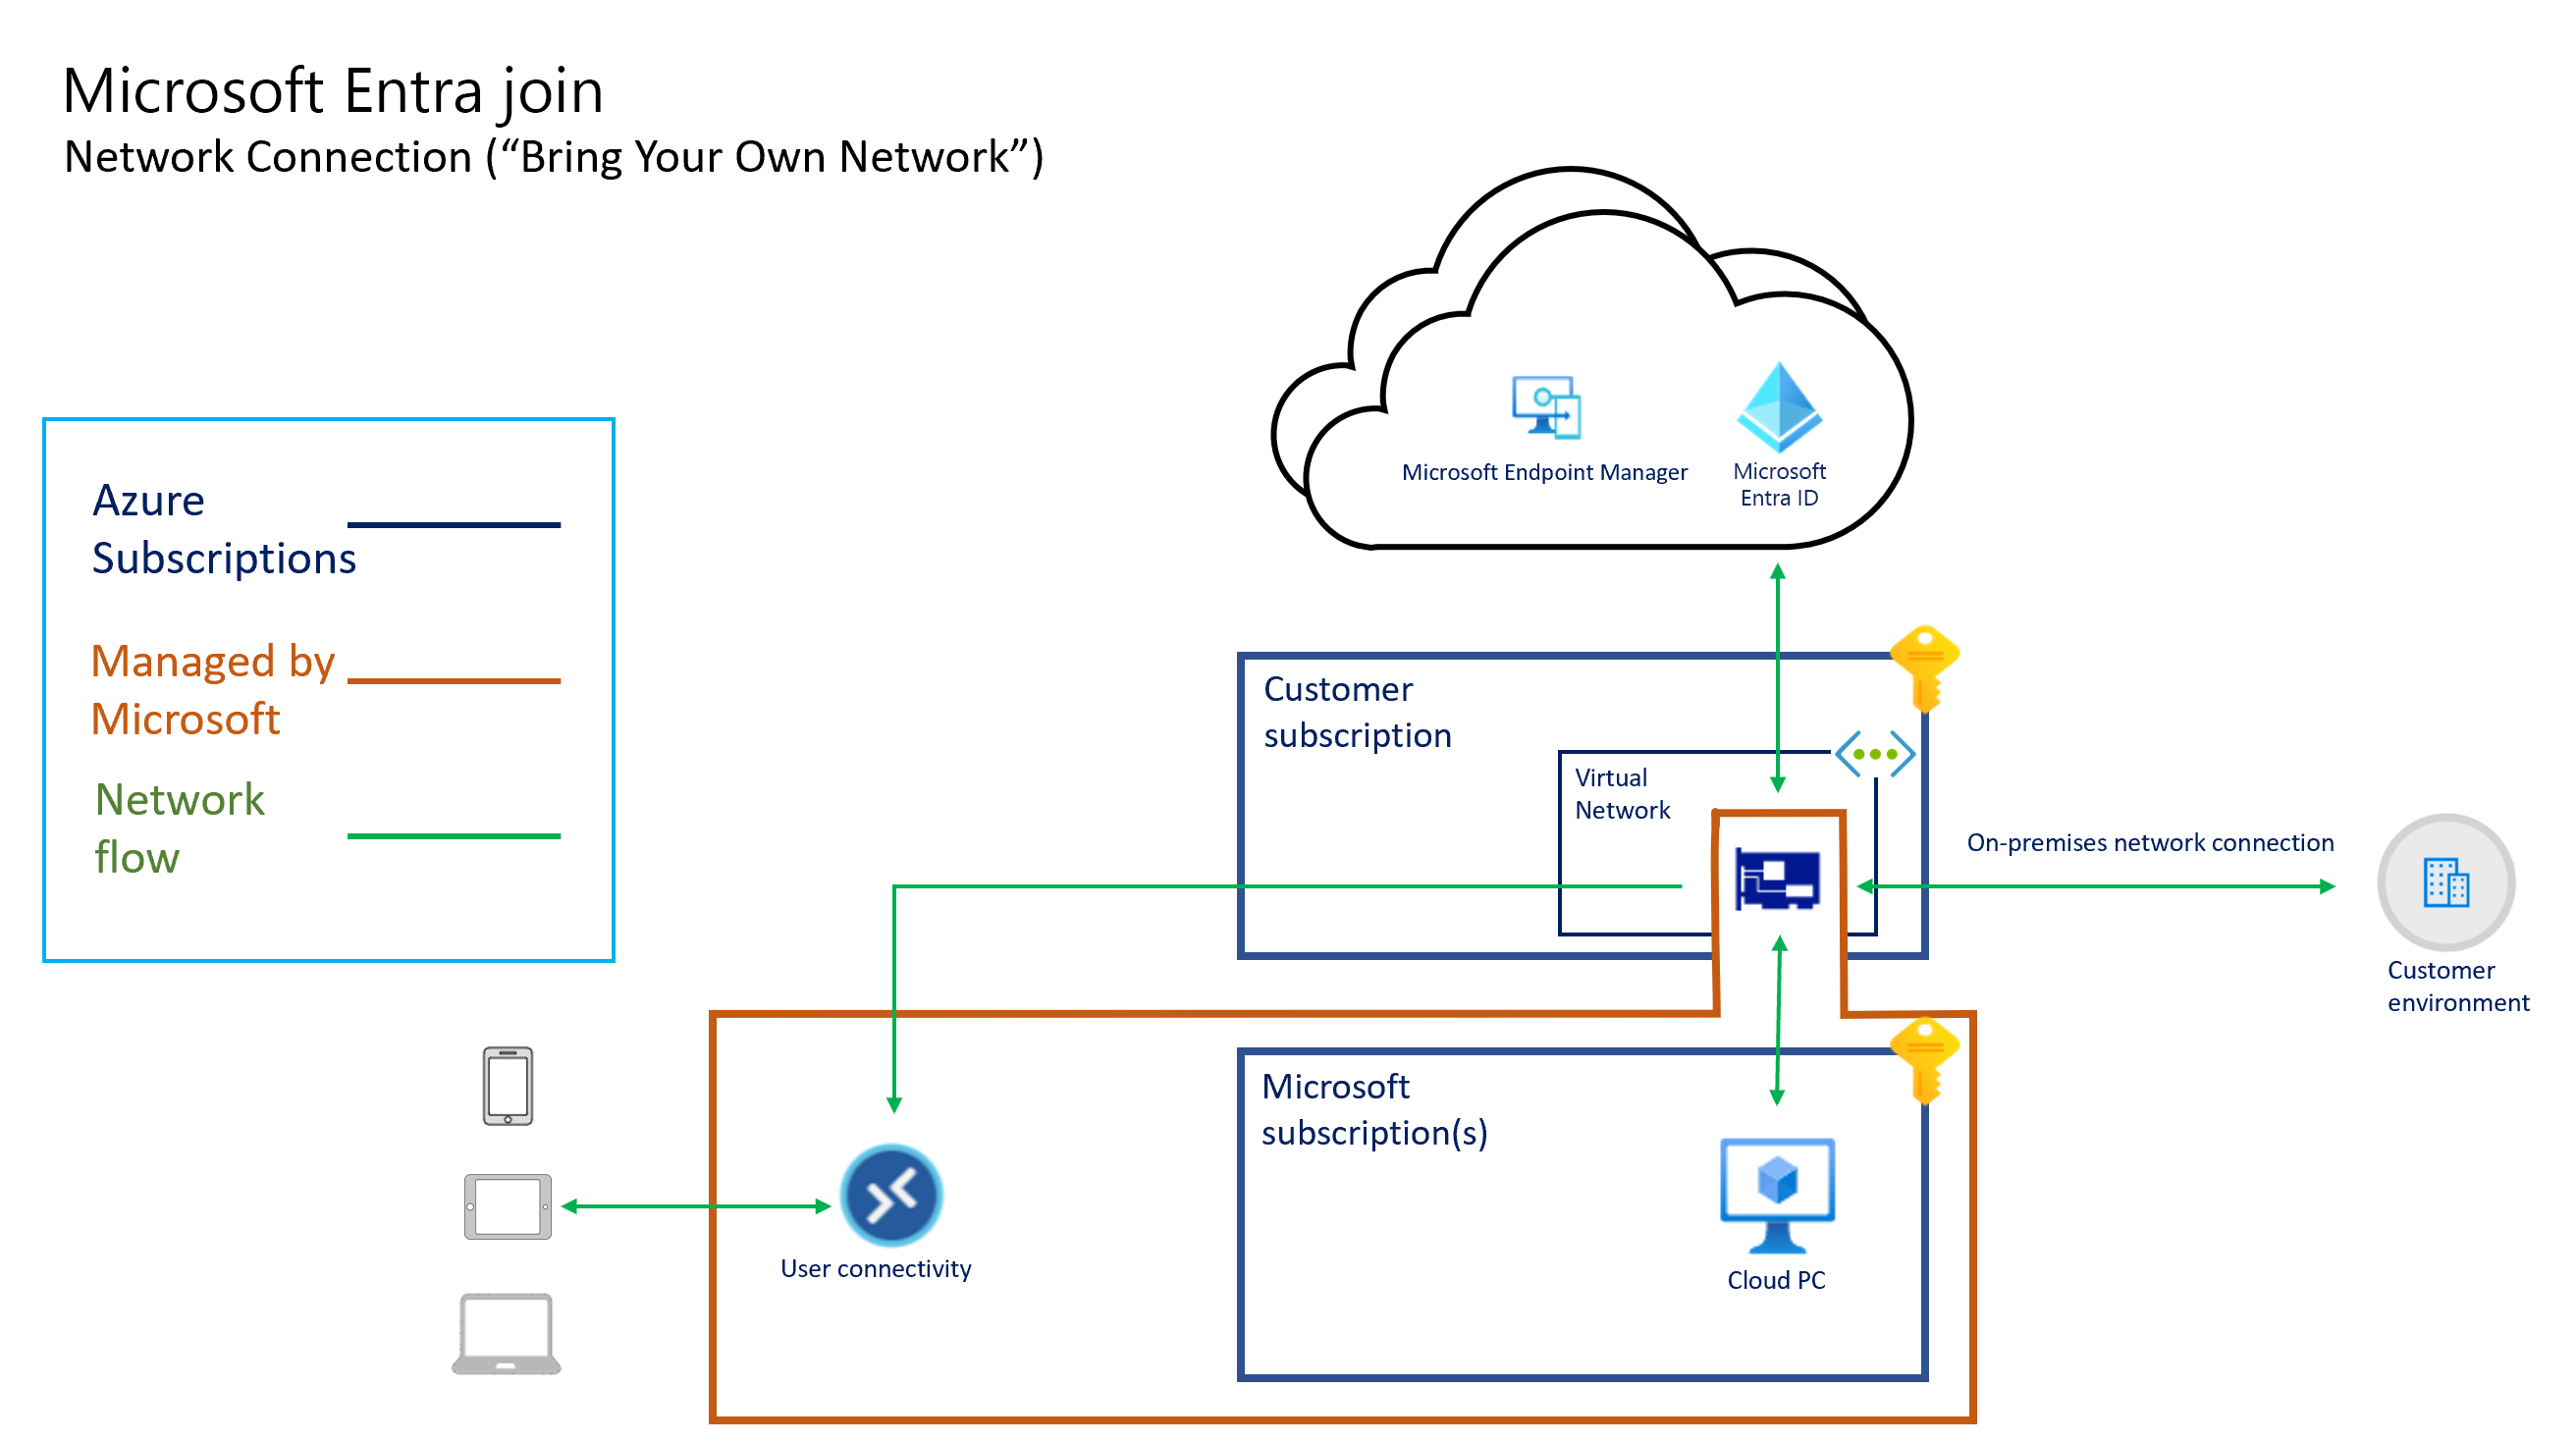 Microsoft Entra join
Network Connection (“Bring Your Own Network”)
Azure
Subscriptions
Managed by
Microsoft
Network
flow
Microsoft Endpoint Manager
Microsoft
Entra ID
Customer
subscription
Virtual
Network
On-premises network connection
Customer
environment
Microsoft
subscription(s)
User connectivity
Cloud PC